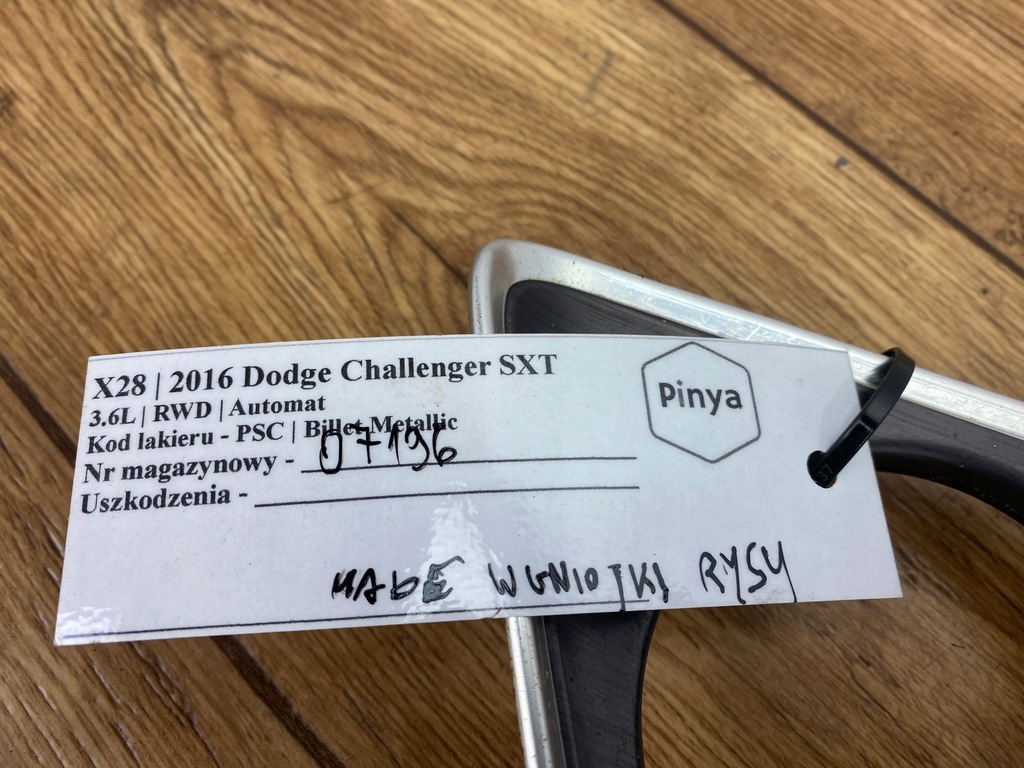 X28 | 2016 Dodge Challenger SXT
Pinya
3.6L | RWD | Automat
Kod lakieru - PSC | Billet Metallic
Nr magazynowy - 07196
Uszkodzenia -
WGNIOTKI RYSY